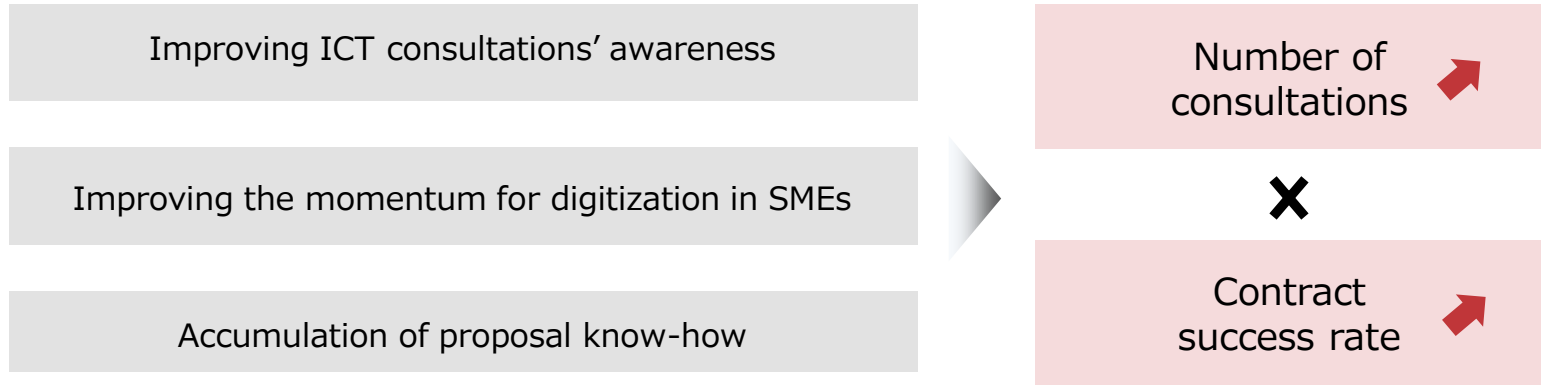 Improving ICT consultations’ awareness
Improving the momentum for digitization in SMEs
Accumulation of proposal know-how
Number of
consultations
×
Contract
success rate